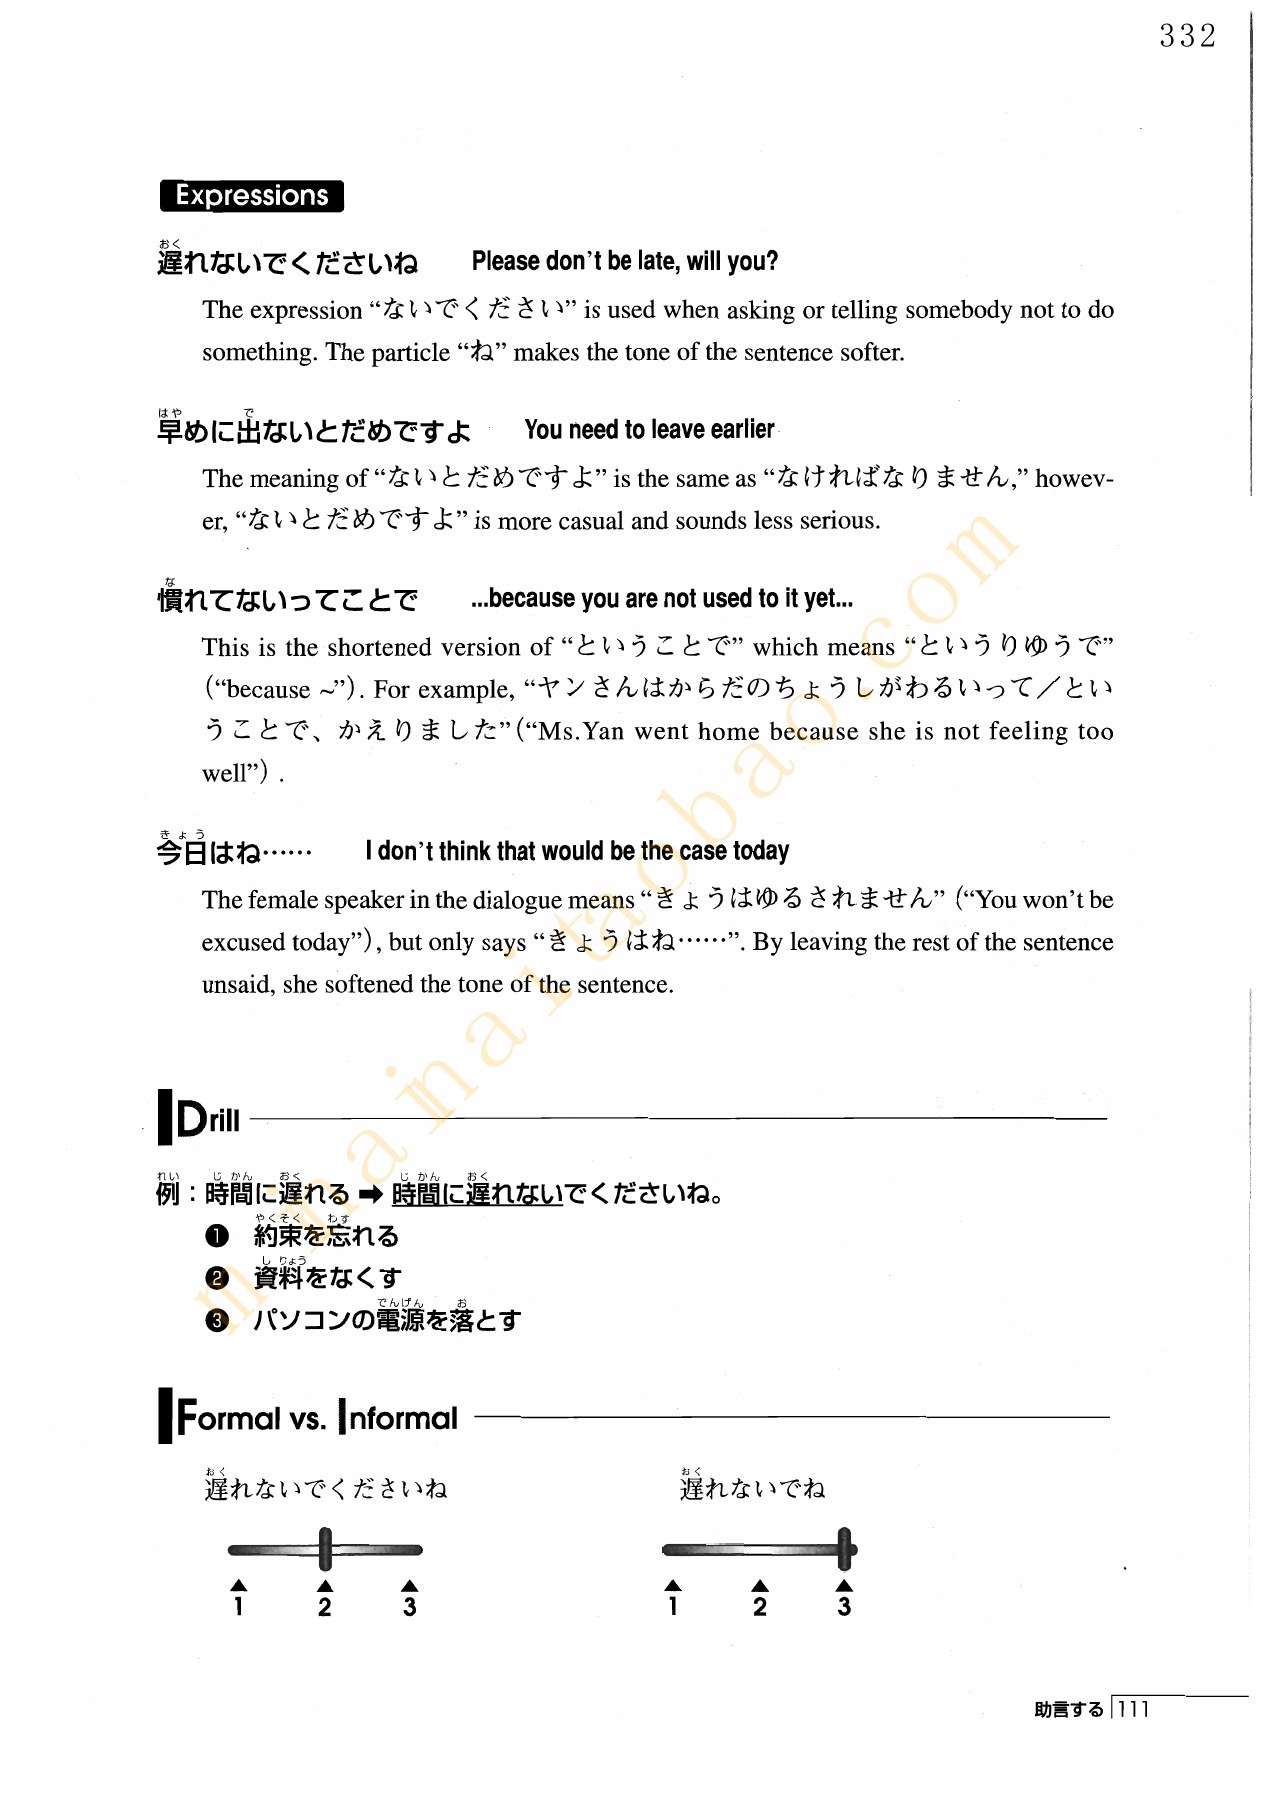 332
Expressions
遅れないでくださいね Please don't be late, will you?
The expression “ないでください” is used when asking or telling somebody not to do
something. The particle “ね” makes the tone of the sentence softer.
早めに出ないとだめですよ You need to leave earlier
The meaning of “ないとだめですよ” is the same as “なければなりません,” howev-
er, “ないとだめですよ” is more casual and sounds less serious.
慣れてないってことで ...because you are not used to it yet...
This is the shortened version of “ということで” which means “というりゆうで”
(“because ~”). For example, “ヤンさんはからだのちょうしがわるいって／とい
うことで、かえりました” (“Ms.Yan went home because she is not feeling too
well”) .
今日はね…… I don't think that would be the case today
The female speaker in the dialogue means “きょうはゆるされません” (“You won't be
excused today”), but only says “きょうはね……”. By leaving the rest of the sentence
unsaid, she softened the tone of the sentence.
Drill
例：時間に遅れる ➡ 時間に遅れないでくださいね。
❶ 約束を忘れる
❷ 資料をなくす
❸ パソコンの電源を落とす
Formal vs. Informal
遅れないでくださいね 遅れないでね
1 2 3 1 2 3
助言する 111
minnaitaobao.com